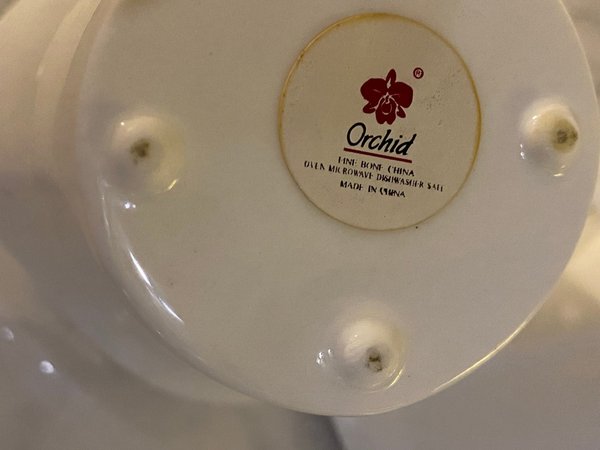 ®
Orchid
FINE BONE CHINA
OVEN MICROWAVE DISHWASHER SAFE
MADE IN CHINA